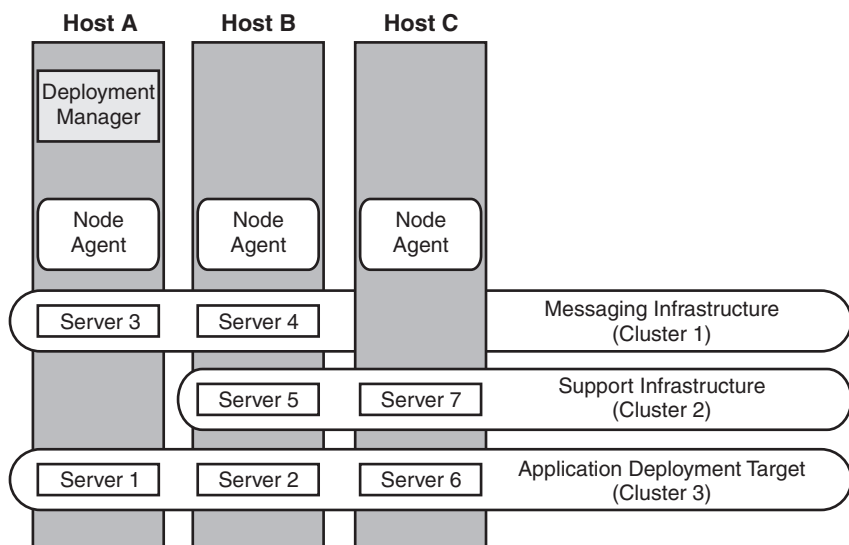 Host A
Host B
Host C
Deployment
Manager
Node
Agent
Node
Agent
Node
Agent
Server 3
Server 4
Messaging Infrastructure
(Cluster 1)
Server 5
Server 7
Support Infrastructure
(Cluster 2)
Server 1
Server 2
Server 6
Application Deployment Target
(Cluster 3)